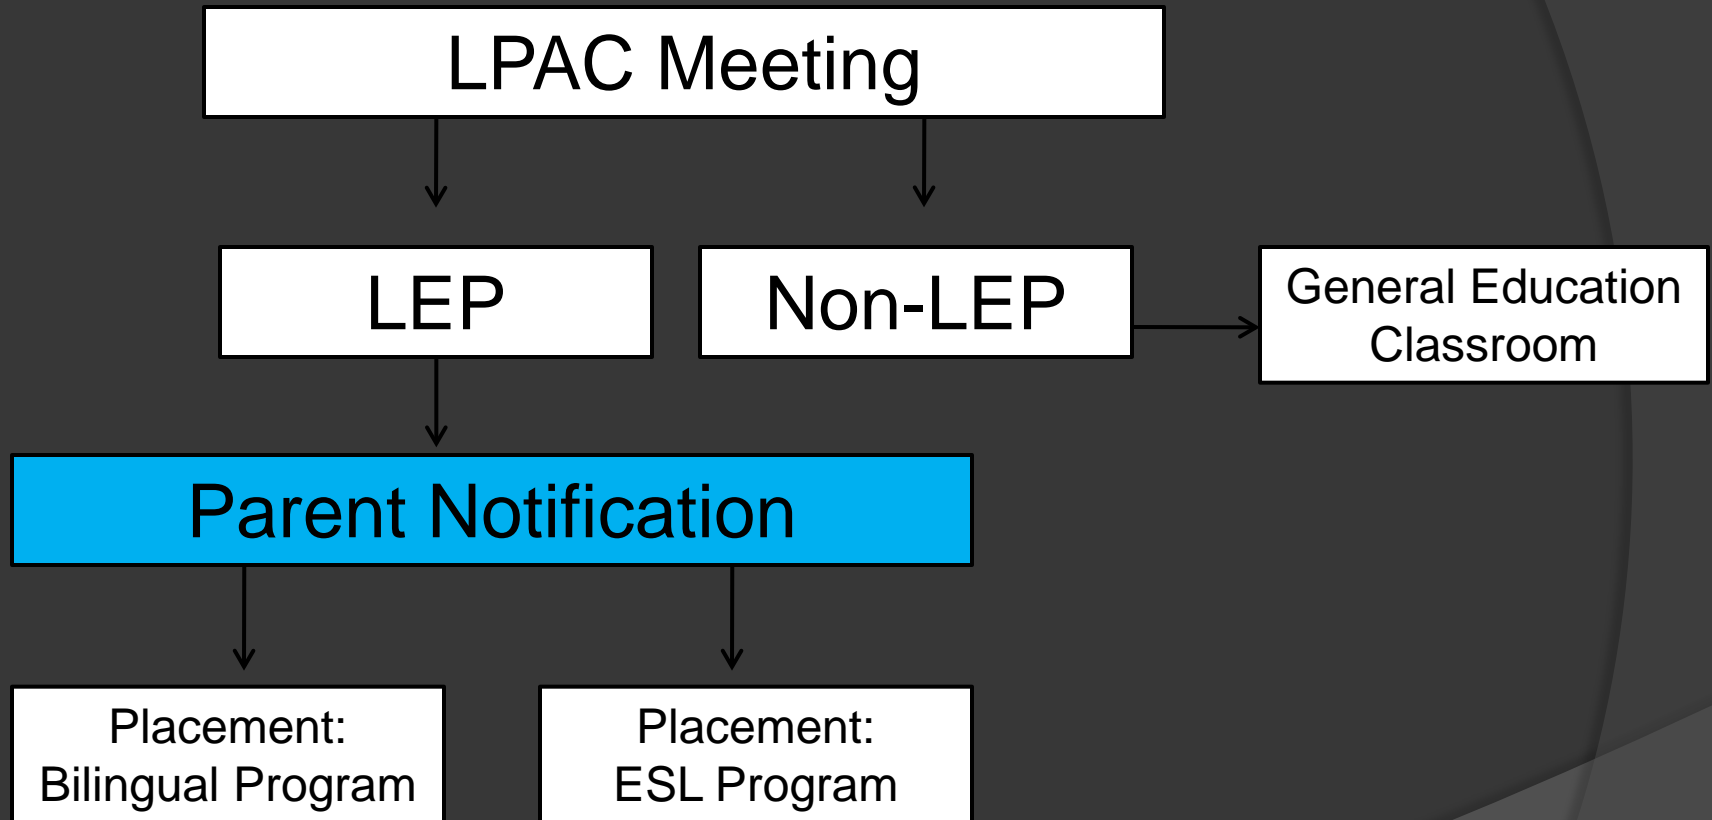 LPAC Meeting
LEP
Non-LEP
General Education
Classroom
Parent Notification
Placement:
Bilingual Program
Placement:
ESL Program